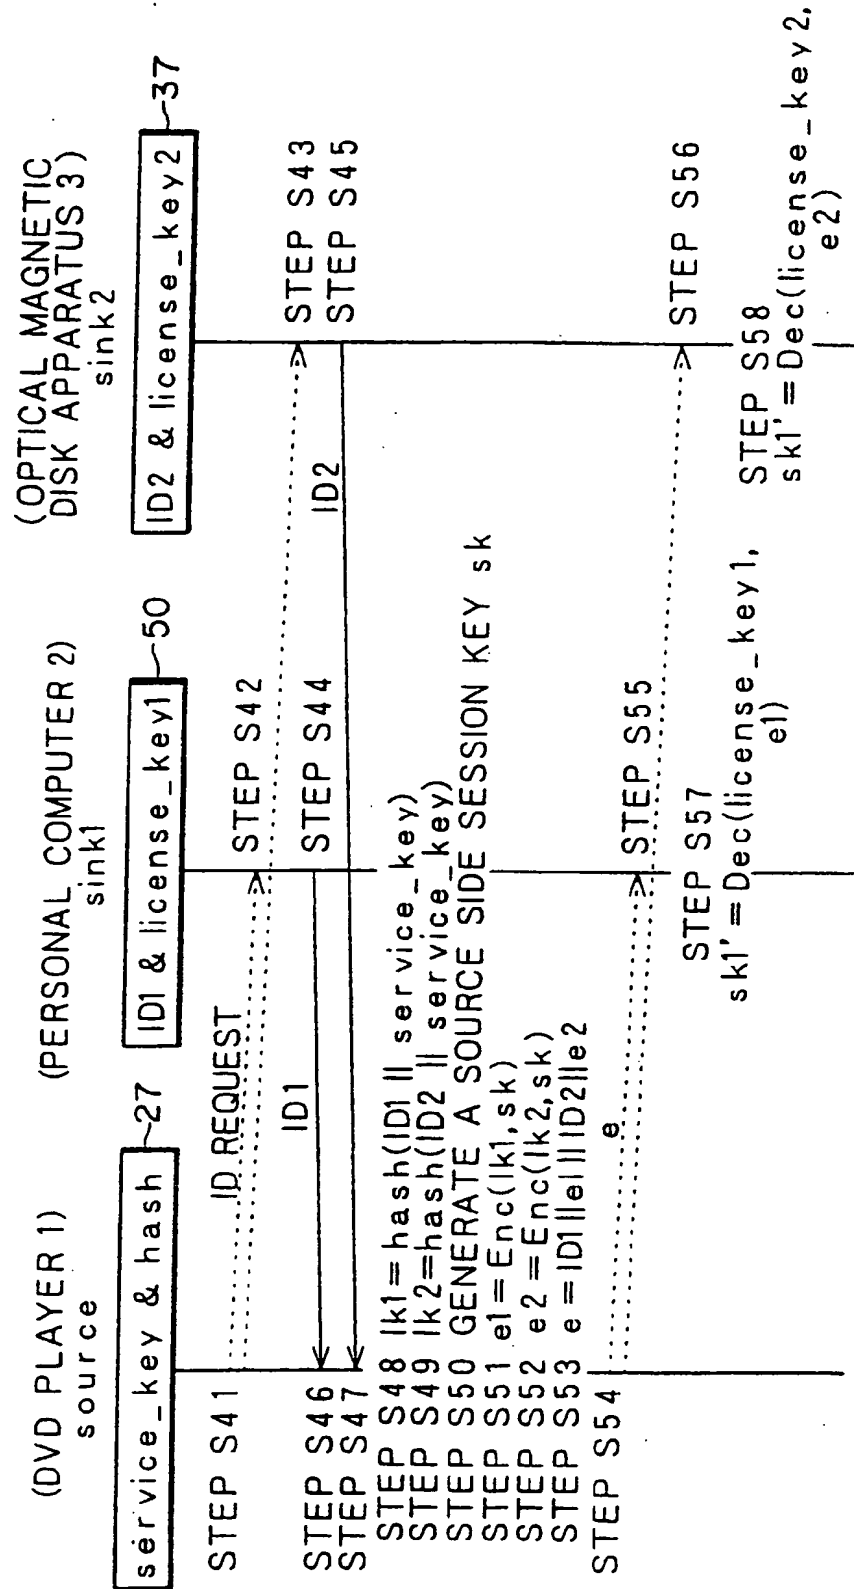 (DVD PLAYER 1)
source
service_key & hash
27
(PERSONAL COMPUTER 2)
sink1
ID1 & license_key1
50
(OPTICAL MAGNETIC
DISK APPARATUS 3)
sink2
ID2 & license_key2
37
STEP S41
ID REQUEST
STEP S42
STEP S43
ID1
STEP S44
ID2
STEP S45
STEP S46
STEP S47
STEP S48 lk1=hash(ID1 || service_key)
STEP S49 lk2=hash(ID2 || service_key)
STEP S50 GENERATE A SOURCE SIDE SESSION KEY sk
STEP S51 e1=Enc(lk1,sk)
STEP S52 e2=Enc(lk2,sk)
STEP S53 e=ID1||e1||ID2||e2
STEP S54
e
STEP S55
STEP S56
STEP S57
sk1'=Dec(license_key1,
e1)
STEP S58
sk1'=Dec(license_key2,
e2)